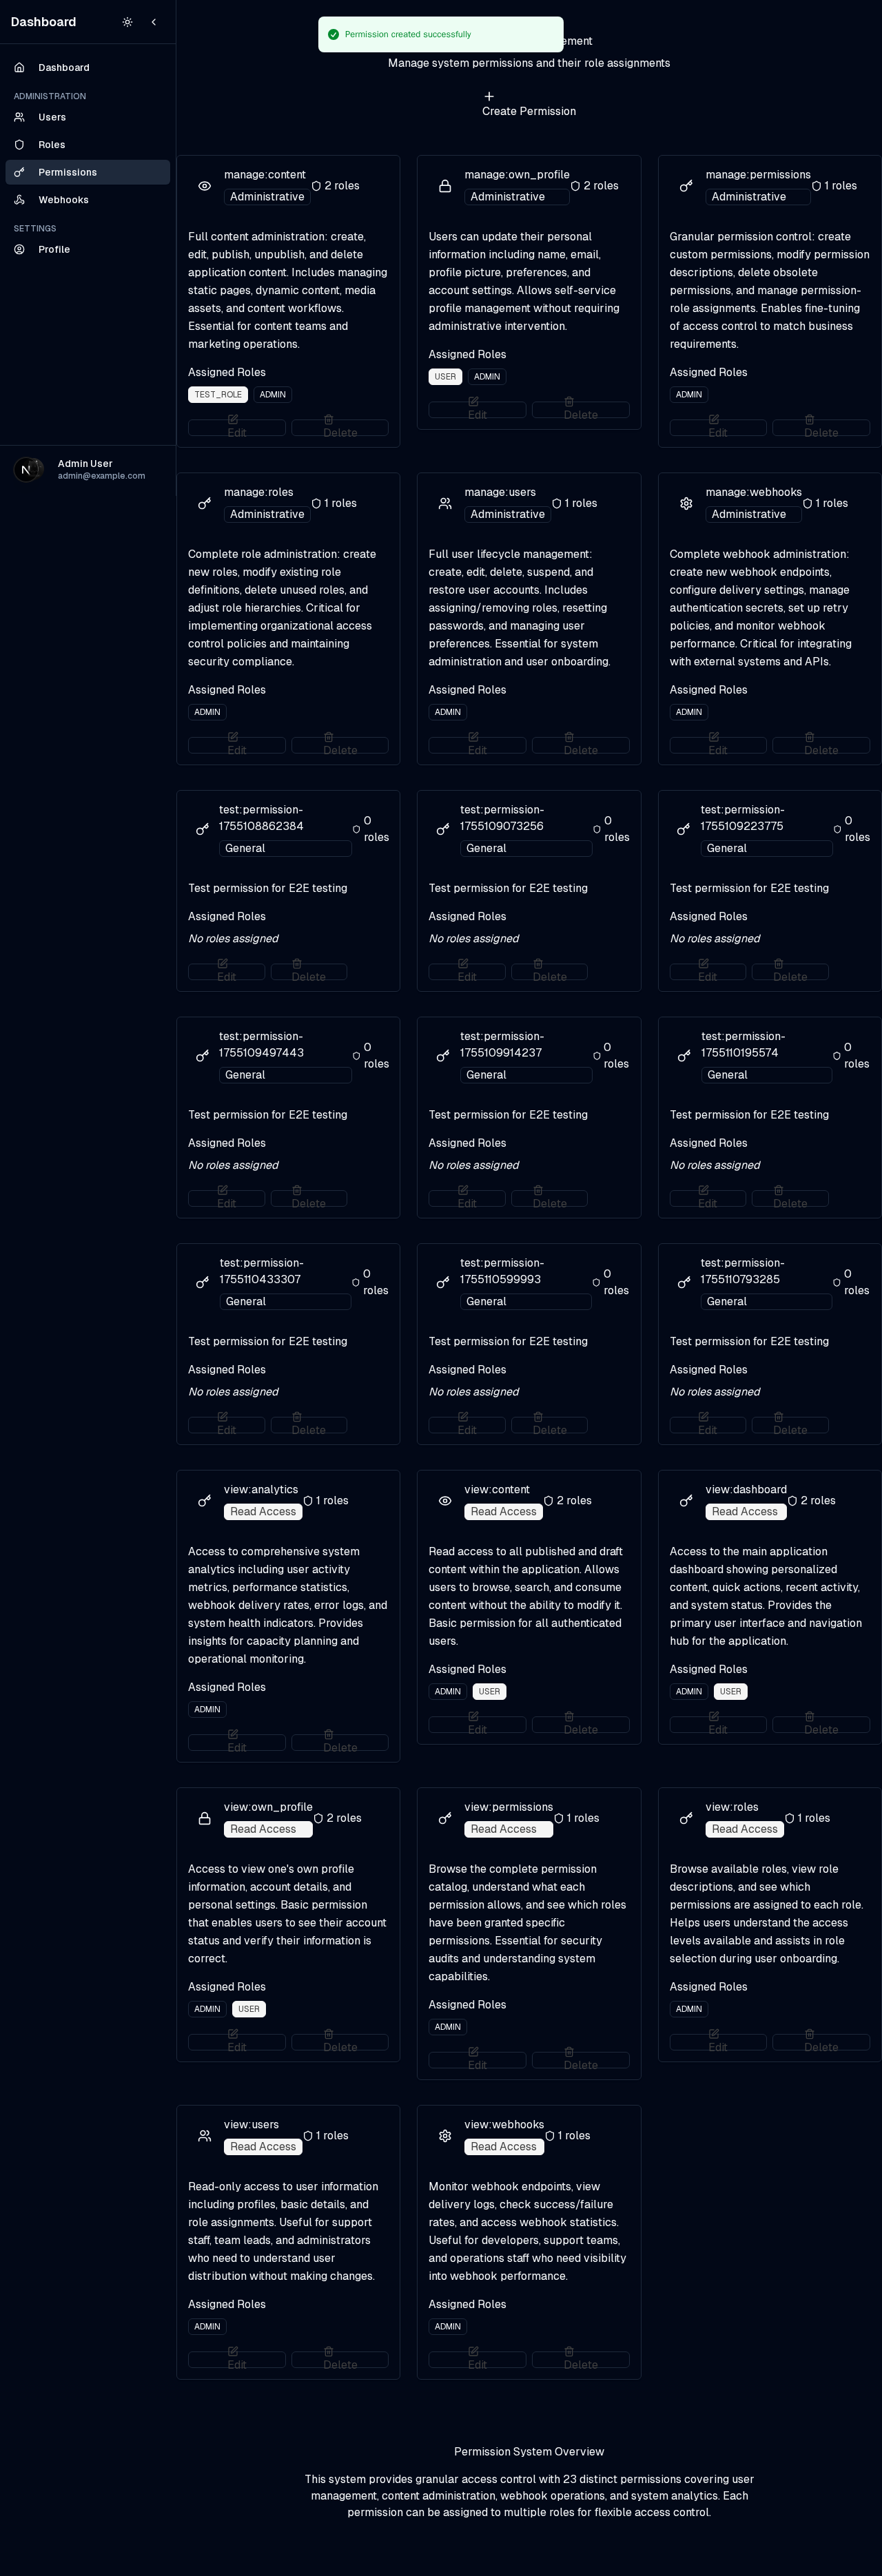 Dashboard
Dashboard
ADMINISTRATION
Users
Roles
Permissions
Webhooks
SETTINGS
Profile
Admin User
admin@example.com
Permission created successfully
ement
Manage system permissions and their role assignments
Create Permission
manage:content
Administrative
2 roles
Full content administration: create,
edit, publish, unpublish, and delete
application content. Includes managing
static pages, dynamic content, media
assets, and content workflows.
Essential for content teams and
marketing operations.
Assigned Roles
TEST_ROLE ADMIN
Edit Delete
manage:own_profile
Administrative
2 roles
Users can update their personal
information including name, email,
profile picture, preferences, and
account settings. Allows self-service
profile management without requiring
administrative intervention.
Assigned Roles
USER ADMIN
Edit Delete
manage:permissions
Administrative
1 roles
Granular permission control: create
custom permissions, modify permission
descriptions, delete obsolete
permissions, and manage permission-
role assignments. Enables fine-tuning
of access control to match business
requirements.
Assigned Roles
ADMIN
Edit Delete
manage:roles
Administrative
1 roles
Complete role administration: create
new roles, modify existing role
definitions, delete unused roles, and
adjust role hierarchies. Critical for
implementing organizational access
control policies and maintaining
security compliance.
Assigned Roles
ADMIN
Edit Delete
manage:users
Administrative
1 roles
Full user lifecycle management:
create, edit, delete, suspend, and
restore user accounts. Includes
assigning/removing roles, resetting
passwords, and managing user
preferences. Essential for system
administration and user onboarding.
Assigned Roles
ADMIN
Edit Delete
manage:webhooks
Administrative
1 roles
Complete webhook administration:
create new webhook endpoints,
configure delivery settings, manage
authentication secrets, set up retry
policies, and monitor webhook
performance. Critical for integrating
with external systems and APIs.
Assigned Roles
ADMIN
Edit Delete
test:permission-
1755108862384
General
0
roles
Test permission for E2E testing
Assigned Roles
No roles assigned
Edit Delete
test:permission-
1755109073256
General
0
roles
Test permission for E2E testing
Assigned Roles
No roles assigned
Edit Delete
test:permission-
1755109223775
General
0
roles
Test permission for E2E testing
Assigned Roles
No roles assigned
Edit Delete
test:permission-
1755109497443
General
0
roles
Test permission for E2E testing
Assigned Roles
No roles assigned
Edit Delete
test:permission-
1755109914237
General
0
roles
Test permission for E2E testing
Assigned Roles
No roles assigned
Edit Delete
test:permission-
1755110195574
General
0
roles
Test permission for E2E testing
Assigned Roles
No roles assigned
Edit Delete
test:permission-
1755110433307
General
0
roles
Test permission for E2E testing
Assigned Roles
No roles assigned
Edit Delete
test:permission-
1755110599993
General
0
roles
Test permission for E2E testing
Assigned Roles
No roles assigned
Edit Delete
test:permission-
1755110793285
General
0
roles
Test permission for E2E testing
Assigned Roles
No roles assigned
Edit Delete
view:analytics
Read Access
1 roles
Access to comprehensive system
analytics including user activity
metrics, performance statistics,
webhook delivery rates, error logs, and
system health indicators. Provides
insights for capacity planning and
operational monitoring.
Assigned Roles
ADMIN
Edit Delete
view:content
Read Access
2 roles
Read access to all published and draft
content within the application. Allows
users to browse, search, and consume
content without the ability to modify it.
Basic permission for all authenticated
users.
Assigned Roles
ADMIN USER
Edit Delete
view:dashboard
Read Access
2 roles
Access to the main application
dashboard showing personalized
content, quick actions, recent activity,
and system status. Provides the
primary user interface and navigation
hub for the application.
Assigned Roles
ADMIN USER
Edit Delete
view:own_profile
Read Access
2 roles
Access to view one's own profile
information, account details, and
personal settings. Basic permission
that enables users to see their account
status and verify their information is
correct.
Assigned Roles
ADMIN USER
Edit Delete
view:permissions
Read Access
1 roles
Browse the complete permission
catalog, understand what each
permission allows, and see which roles
have been granted specific
permissions. Essential for security
audits and understanding system
capabilities.
Assigned Roles
ADMIN
Edit Delete
view:roles
Read Access
1 roles
Browse available roles, view role
descriptions, and see which
permissions are assigned to each role.
Helps users understand the access
levels available and assists in role
selection during user onboarding.
Assigned Roles
ADMIN
Edit Delete
view:users
Read Access
1 roles
Read-only access to user information
including profiles, basic details, and
role assignments. Useful for support
staff, team leads, and administrators
who need to understand user
distribution without making changes.
Assigned Roles
ADMIN
Edit Delete
view:webhooks
Read Access
1 roles
Monitor webhook endpoints, view
delivery logs, check success/failure
rates, and access webhook statistics.
Useful for developers, support teams,
and operations staff who need visibility
into webhook performance.
Assigned Roles
ADMIN
Edit Delete
Permission System Overview
This system provides granular access control with 23 distinct permissions covering user
management, content administration, webhook operations, and system analytics. Each
permission can be assigned to multiple roles for flexible access control.